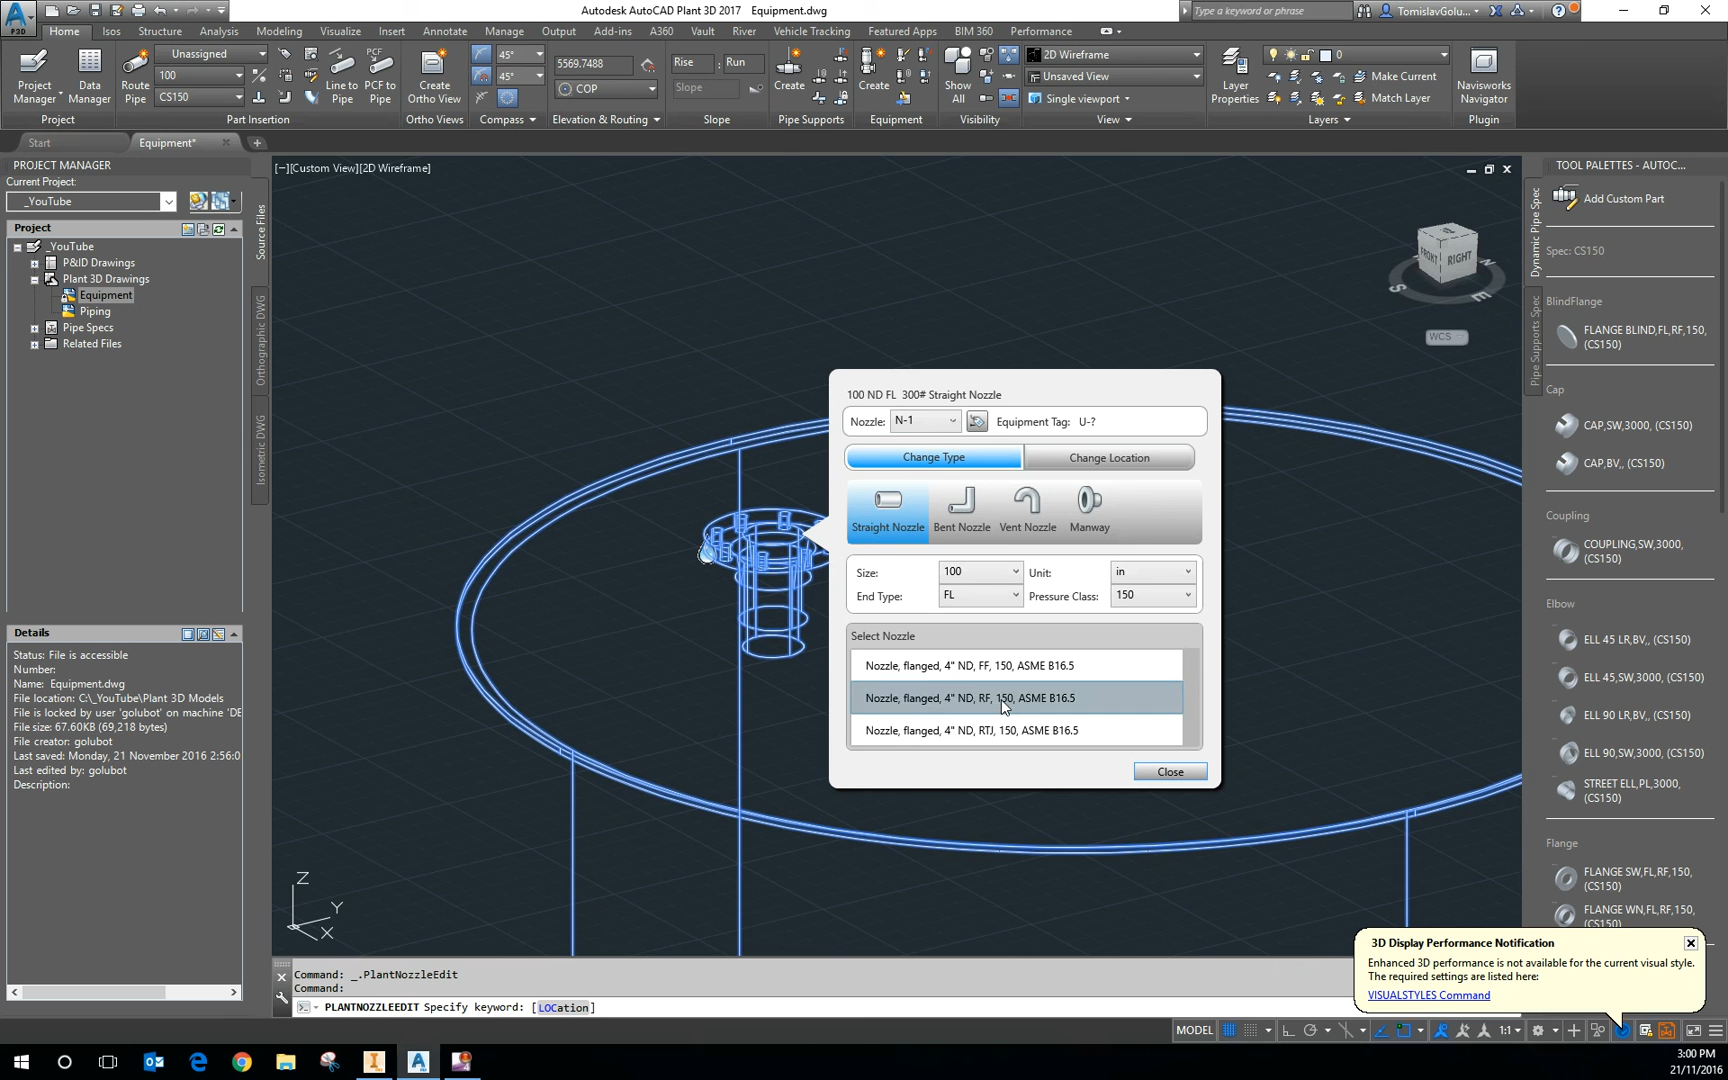 Autodesk AutoCAD Plant 3D 2017 Equipment.dwg
Type a keyword or phrase
TomislavGolu...
P3D
Home Isos Structure Analysis Modeling Visualize Insert Annotate Manage Output Add-ins A360 Vault River Vehicle Tracking Featured Apps BIM 360 Performance
Project Manager
Data Manager
Route Pipe
Unassigned
100
CS150
Line to Pipe
PCF to Pipe
Create Ortho View
45°
45°
5569.7488
COP
Rise : Run
Slope
Create
Create
Show All
2D Wireframe
Unsaved View
Single viewport
Layer Properties
0
Make Current
Match Layer
Navisworks Navigator
Project Part Insertion Ortho Views Compass Elevation & Routing Slope Pipe Supports Equipment Visibility View Layers Plugin
Start Equipment*
PROJECT MANAGER
Current Project:
_YouTube
Project
_YouTube
P&ID Drawings
Plant 3D Drawings
Equipment
Piping
Pipe Specs
Related Files
Source Files
Orthographic DWG
Isometric DWG
Details
Status: File is accessible
Number:
Name: Equipment.dwg
File location: C:\_YouTube\Plant 3D Models
File is locked by user 'golubot' on machine 'DE
File size: 67.60KB (69,218 bytes)
File creator: golubot
Last saved: Monday, 21 November 2016 2:56:0
Last edited by: golubot
Description:
[−][Custom View][2D Wireframe]
FRONT RIGHT
S E N
WCS
Z
Y
X
100 ND FL 300# Straight Nozzle
Nozzle: N-1 Equipment Tag: U-?
Change Type Change Location
Straight Nozzle Bent Nozzle Vent Nozzle Manway
Size: 100 Unit: in
End Type: FL Pressure Class: 150
Select Nozzle
Nozzle, flanged, 4" ND, FF, 150, ASME B16.5
Nozzle, flanged, 4" ND, RF, 150, ASME B16.5
Nozzle, flanged, 4" ND, RTJ, 150, ASME B16.5
Close
TOOL PALETTES - AUTOC...
Dynamic Pipe Spec
Pipe Supports Spec
Add Custom Part
Spec: CS150
BlindFlange
FLANGE BLIND,FL,RF,150,
(CS150)
Cap
CAP,SW,3000, (CS150)
CAP,BV,, (CS150)
Coupling
COUPLING,SW,3000,
(CS150)
Elbow
ELL 45 LR,BV,, (CS150)
ELL 45,SW,3000, (CS150)
ELL 90 LR,BV,, (CS150)
ELL 90,SW,3000, (CS150)
STREET ELL,PL,3000,
(CS150)
Flange
FLANGE SW,FL,RF,150,
(CS150)
FLANGE WN,FL,RF,150,
(CS150)
3D Display Performance Notification
Enhanced 3D performance is not available for the current visual style.
The required settings are listed here:
VISUALSTYLES Command
Command: _.PlantNozzleEdit
Command:
PLANTNOZZLEEDIT Specify keyword: [LOCation]
MODEL 1:1
3:00 PM
21/11/2016